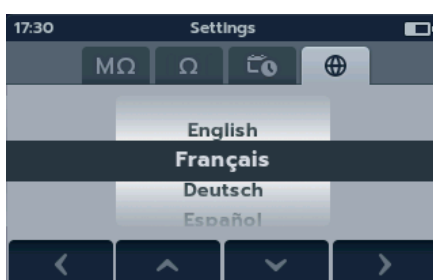 17:30 Settings
MΩ Ω
English
Français
Deutsch
Español